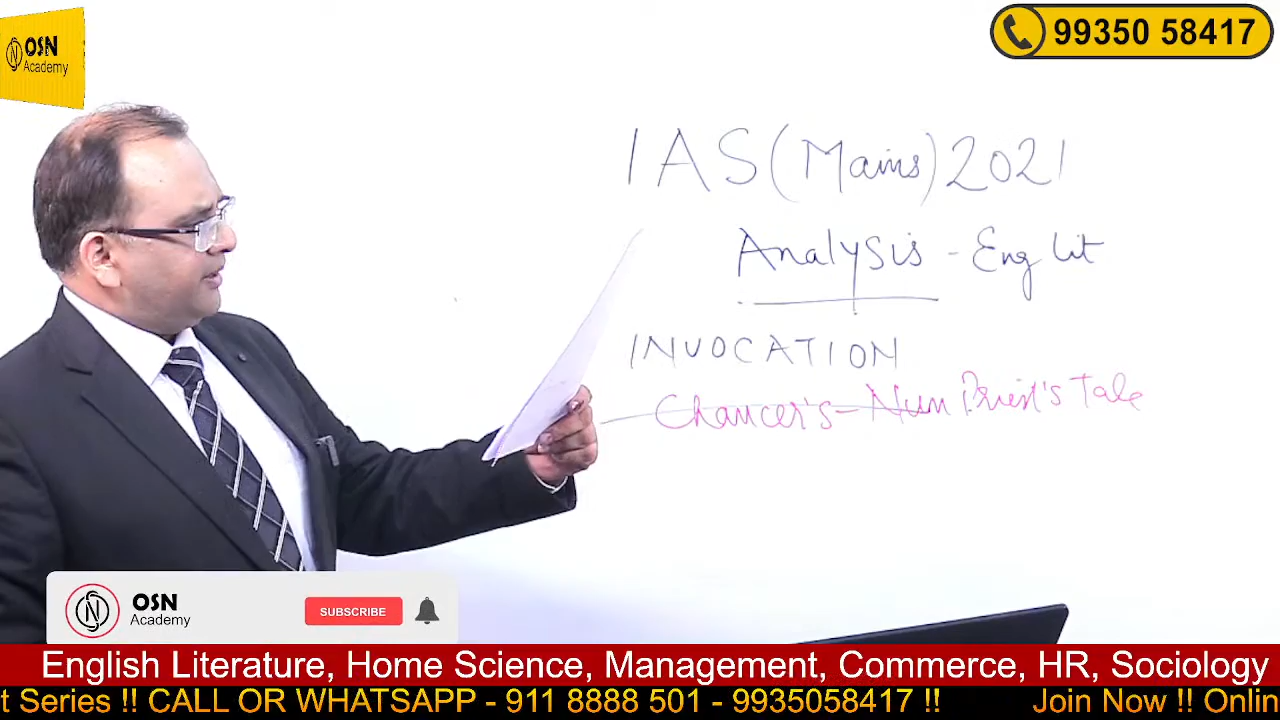 OSN
Academy
99350 58417
IAS (Mains) 2021
Analysis - Eng Lit
INVOCATION
Chaucer's - Nun Priest's Tale
OSN
Academy
SUBSCRIBE
English Literature, Home Science, Management, Commerce, HR, Sociology
t Series !! CALL OR WHATSAPP - 911 8888 501 - 9935058417 !! Join Now !! Onlin